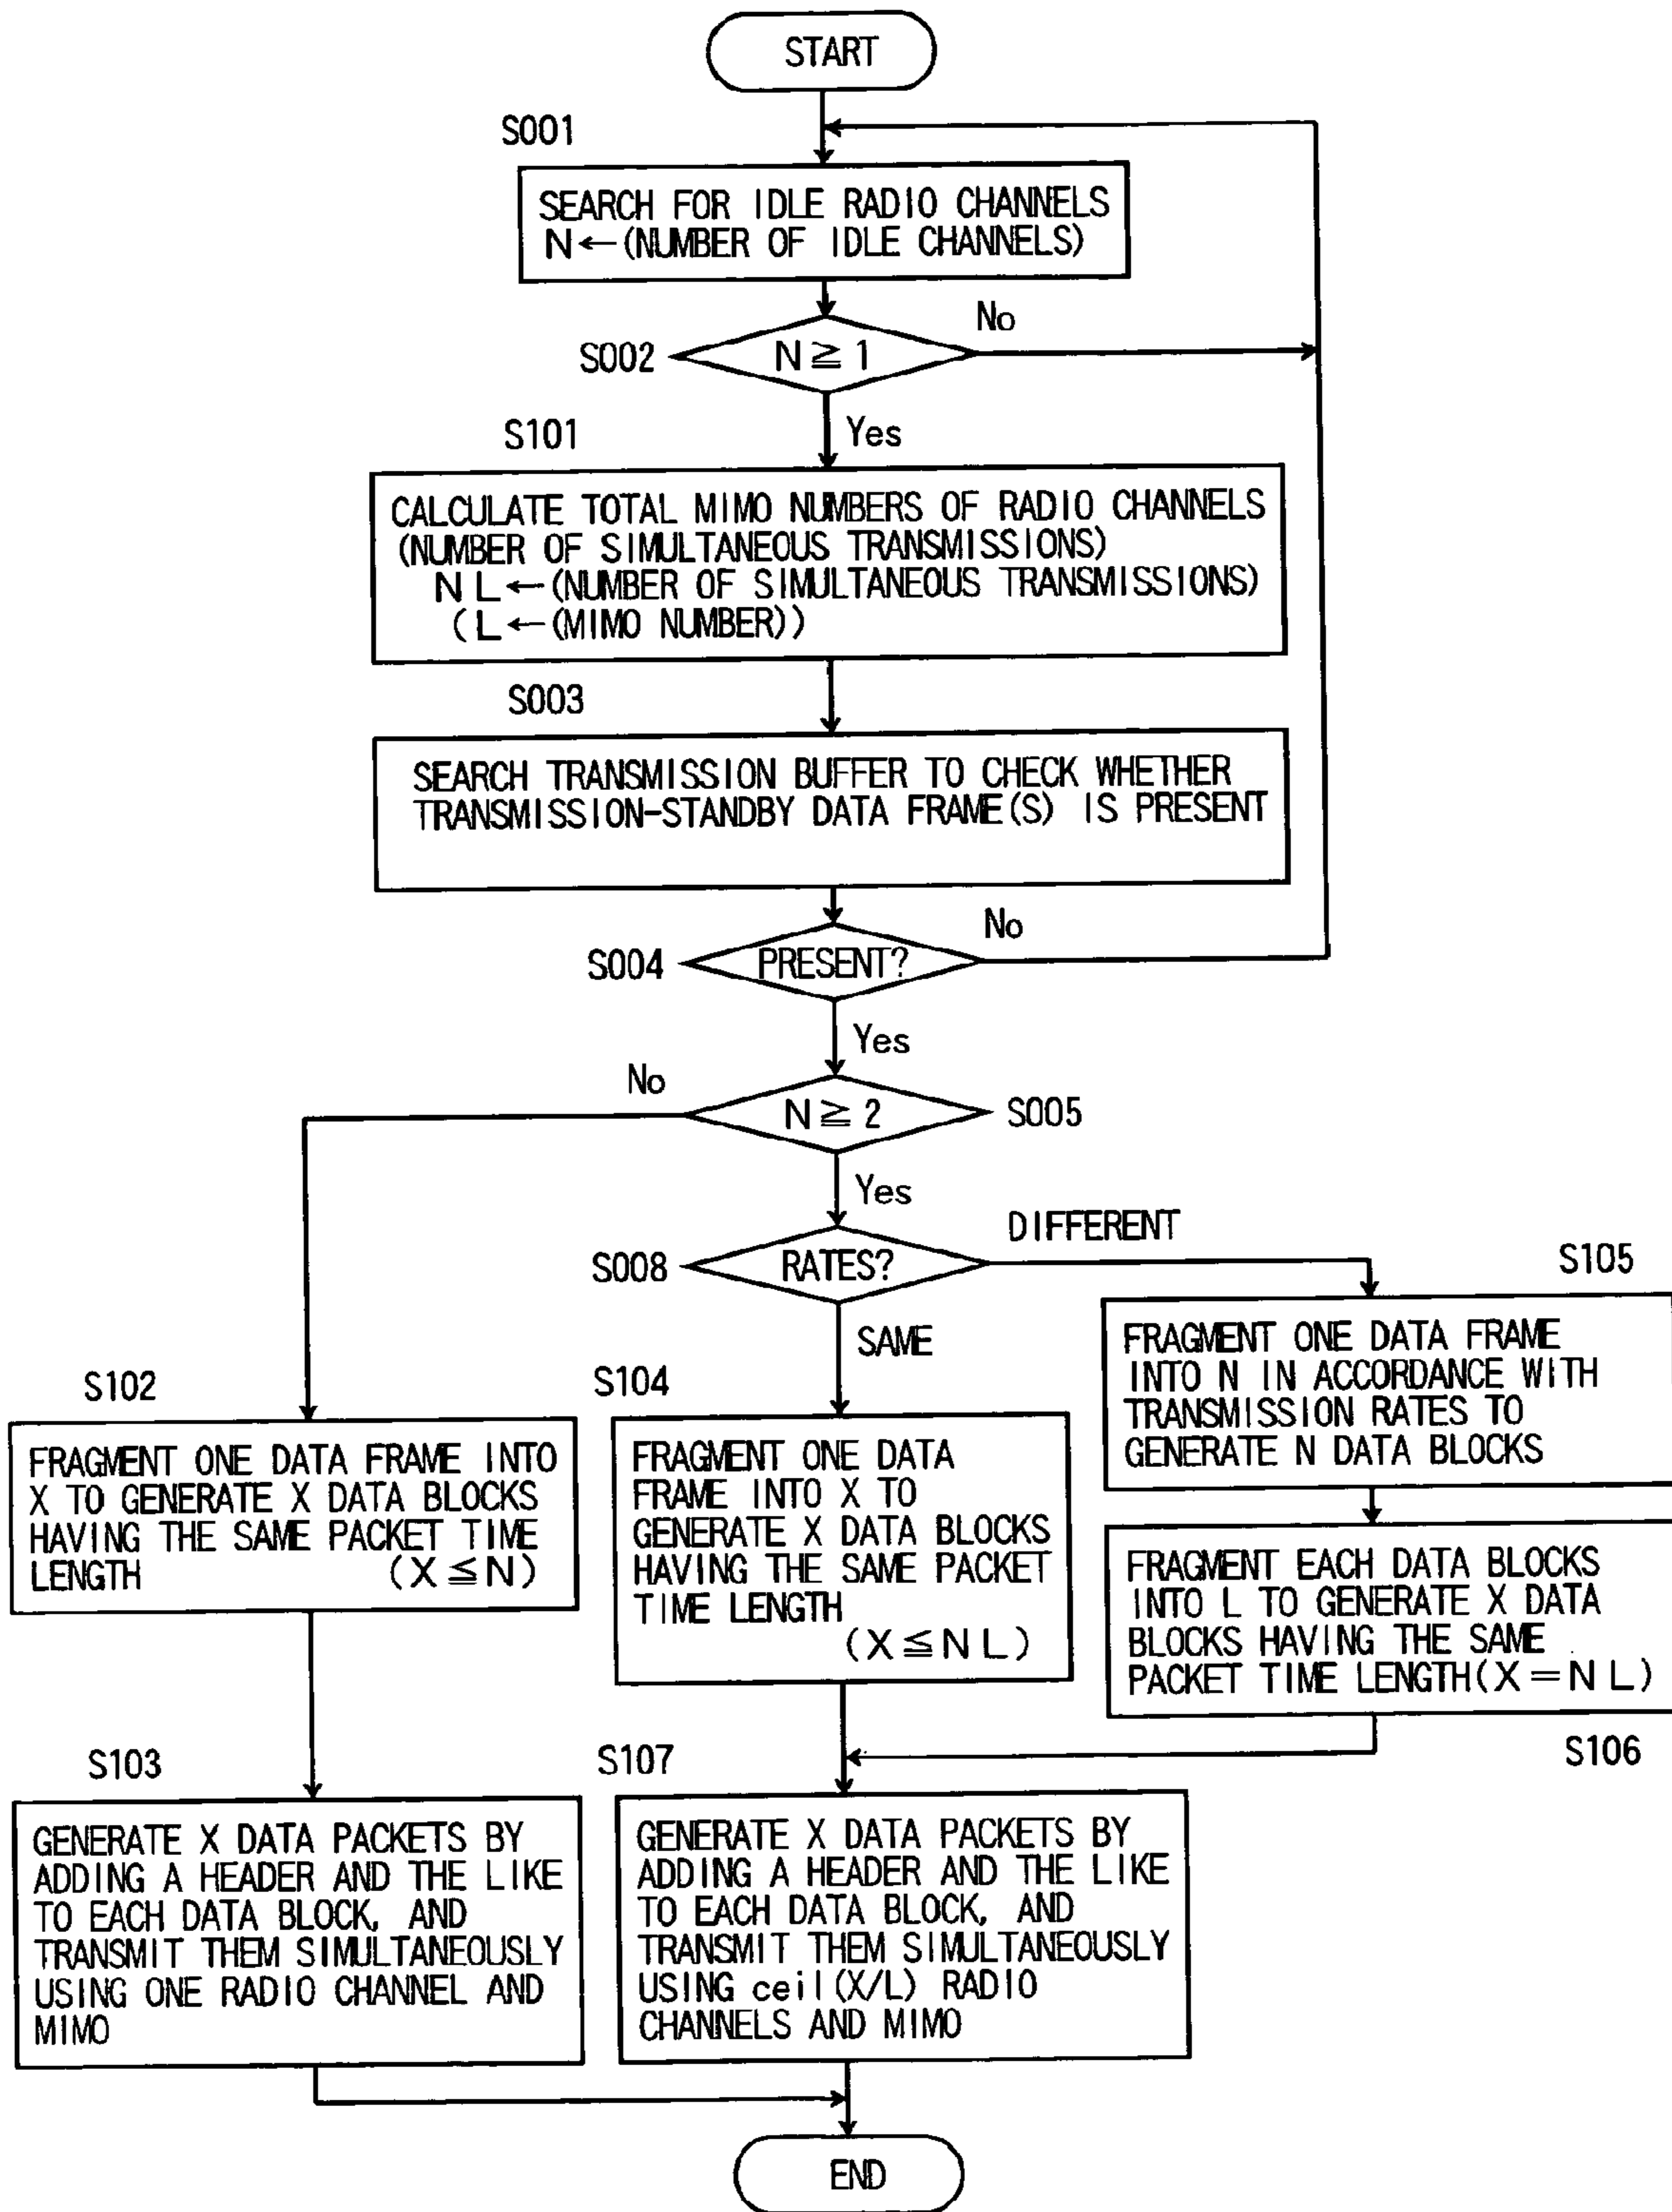 START
S001
SEARCH FOR IDLE RADIO CHANNELS
N←(NUMBER OF IDLE CHANNELS)
No
S002
N≧1
Yes
S101
CALCULATE TOTAL MIMO NUMBERS OF RADIO CHANNELS
(NUMBER OF SIMULTANEOUS TRANSMISSIONS)
NL←(NUMBER OF SIMULTANEOUS TRANSMISSIONS)
(L←(MIMO NUMBER))
S003
SEARCH TRANSMISSION BUFFER TO CHECK WHETHER
TRANSMISSION-STANDBY DATA FRAME(S) IS PRESENT
No
S004
PRESENT?
Yes
No
N≧2
S005
Yes
DIFFERENT
S008
RATES?
SAME
S105
FRAGMENT ONE DATA FRAME
INTO N IN ACCORDANCE WITH
TRANSMISSION RATES TO
GENERATE N DATA BLOCKS
S102
FRAGMENT ONE DATA FRAME INTO
X TO GENERATE X DATA BLOCKS
HAVING THE SAME PACKET TIME
LENGTH (X≦N)
S104
FRAGMENT ONE DATA
FRAME INTO X TO
GENERATE X DATA BLOCKS
HAVING THE SAME PACKET
TIME LENGTH
(X≦NL)
FRAGMENT EACH DATA BLOCKS
INTO L TO GENERATE X DATA
BLOCKS HAVING THE SAME
PACKET TIME LENGTH(X=NL)
S106
S103
GENERATE X DATA PACKETS BY
ADDING A HEADER AND THE LIKE
TO EACH DATA BLOCK, AND
TRANSMIT THEM SIMULTANEOUSLY
USING ONE RADIO CHANNEL AND
MIMO
S107
GENERATE X DATA PACKETS BY
ADDING A HEADER AND THE LIKE
TO EACH DATA BLOCK, AND
TRANSMIT THEM SIMULTANEOUSLY
USING ceil(X/L) RADIO
CHANNELS AND MIMO
END